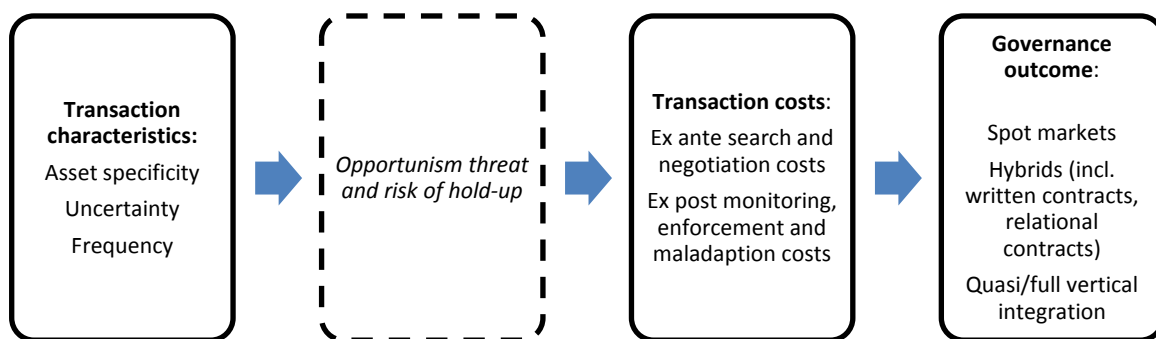 Transaction
characteristics:
Asset specificity
Uncertainty
Frequency
Opportunism threat
and risk of hold-up
Transaction costs:
Ex ante search and
negotiation costs
Ex post monitoring,
enforcement and
maladaption costs
Governance
outcome:
Spot markets
Hybrids (incl.
written contracts,
relational
contracts)
Quasi/full vertical
integration